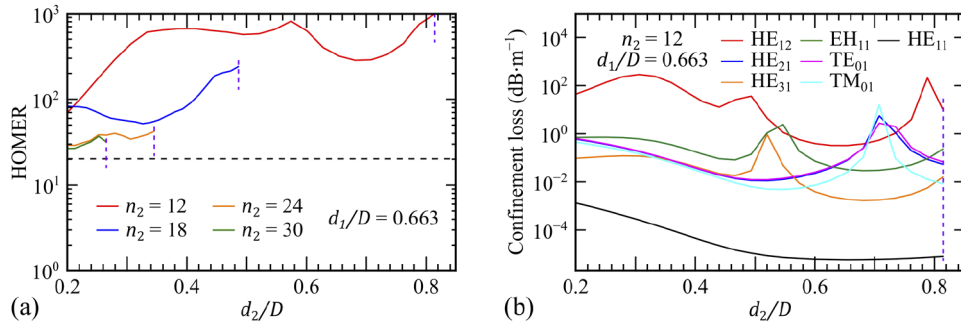 (a)
HOMER
10³
10²
10¹
10⁰
n₂ = 12
n₂ = 18
n₂ = 24
n₂ = 30
d₁/D = 0.663
0.2 0.4 0.6 0.8
d₂/D
(b)
Confinement loss (dB·m⁻¹)
10⁴
10²
10⁰
10⁻²
10⁻⁴
n₂ = 12
d₁/D = 0.663
HE₁₂ EH₁₁ HE₁₁
HE₂₁ TE₀₁
HE₃₁ TM₀₁
0.2 0.4 0.6 0.8
d₂/D